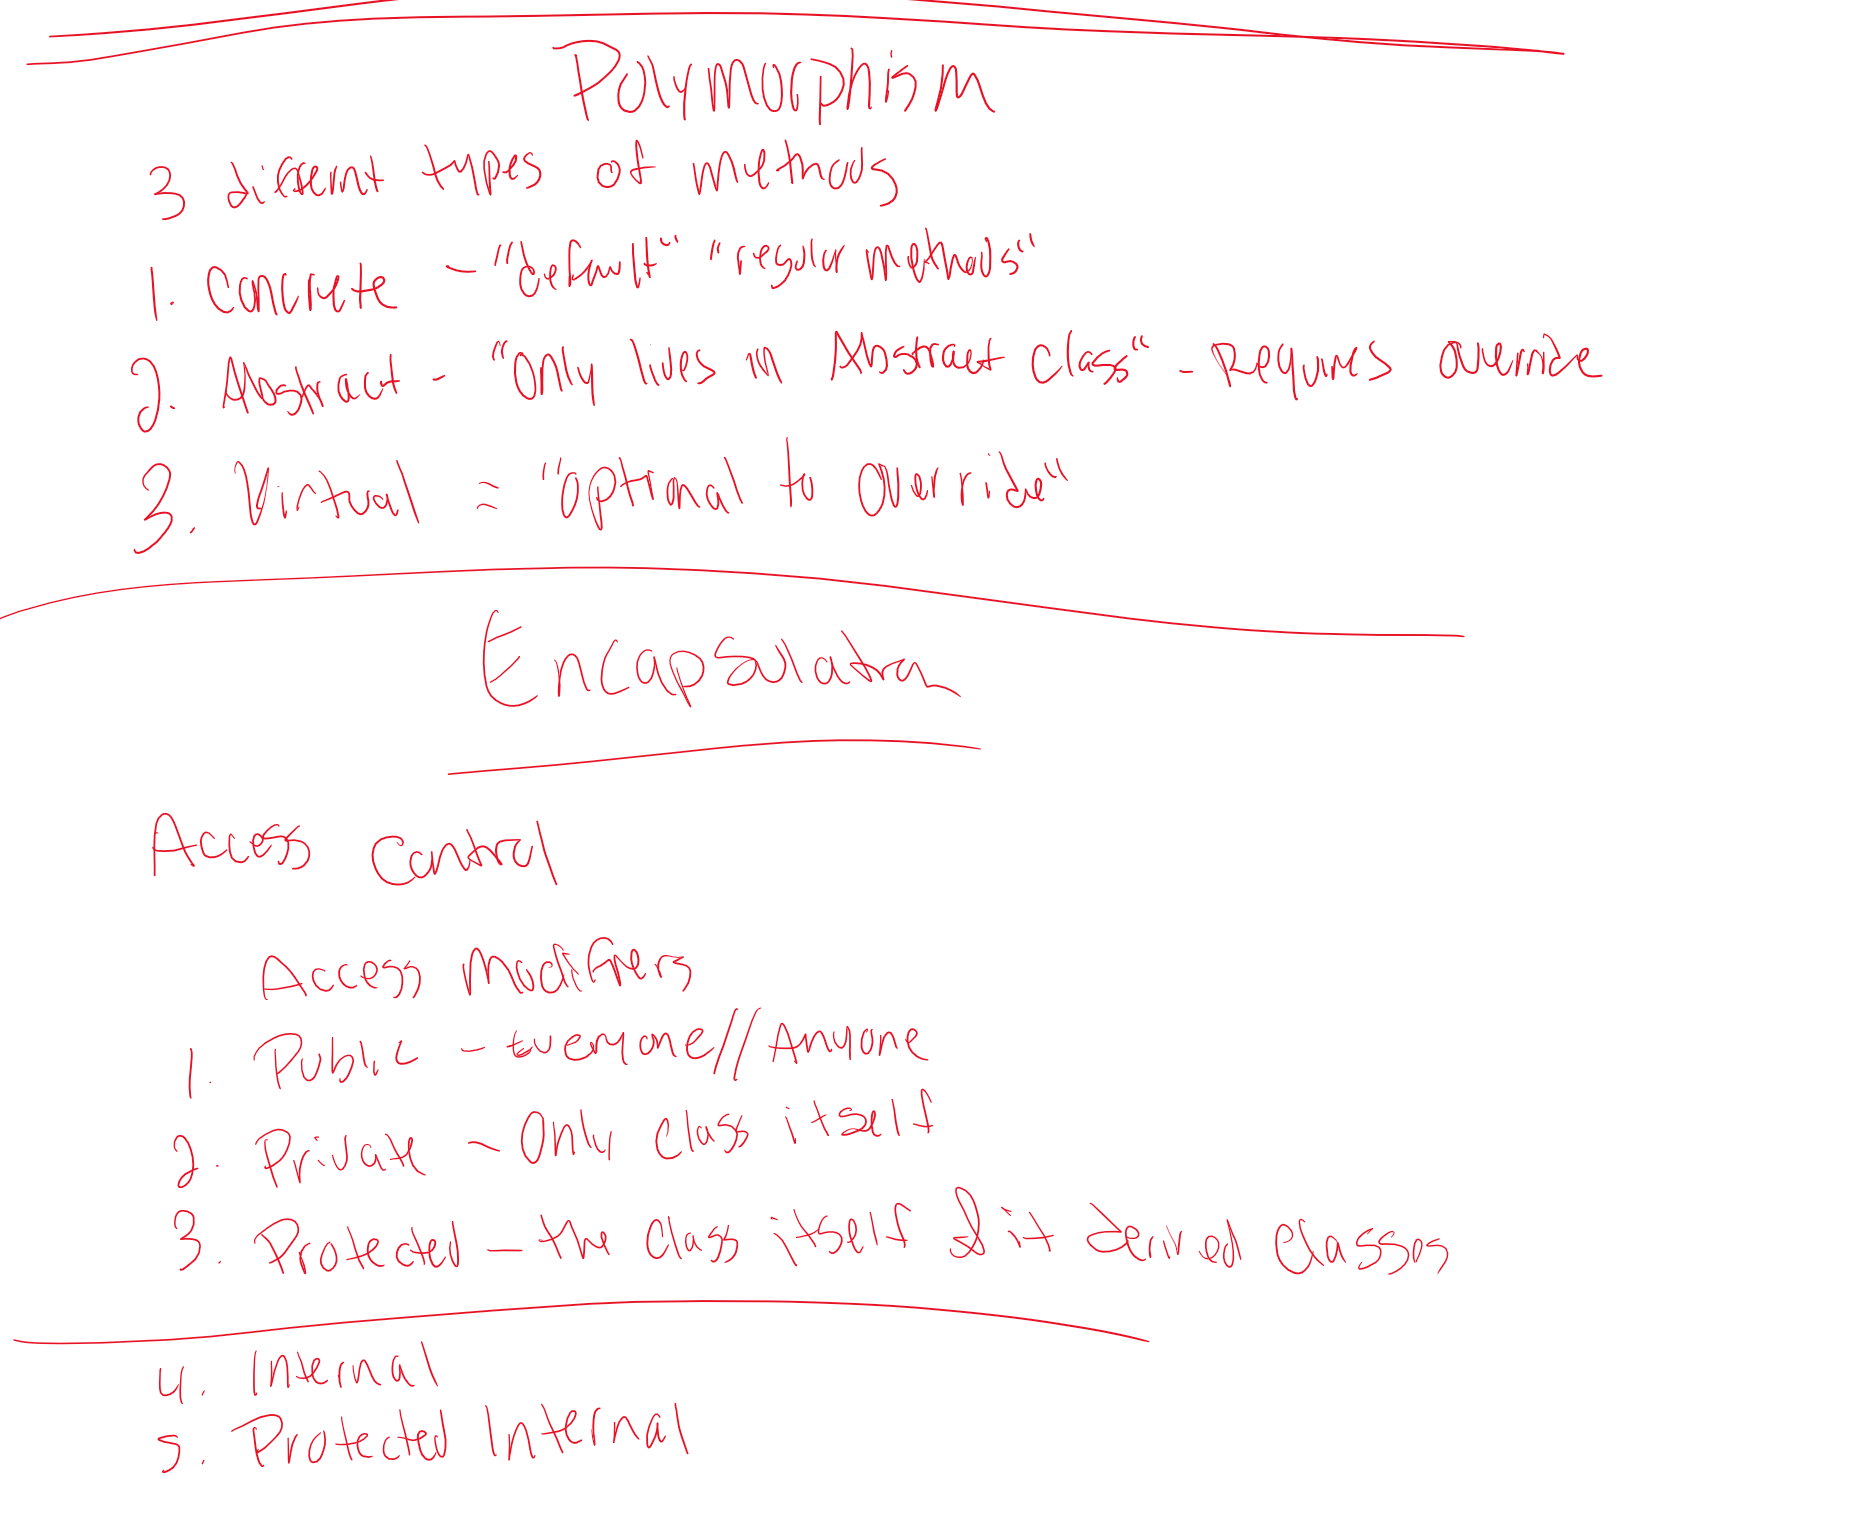 Polymorphism
3 different types of methods
1. Concrete - "default" "regular methods"
2. Abstract - "Only lives in Abstract Class" - Requires override
3. Virtual = "Optional to override"
Encapsulation
Access Control
Access Modifiers
1. Public - Everyone // Anyone
2. Private - Only class itself
3. Protected - the class itself & it derived classes
4. Internal
5. Protected Internal